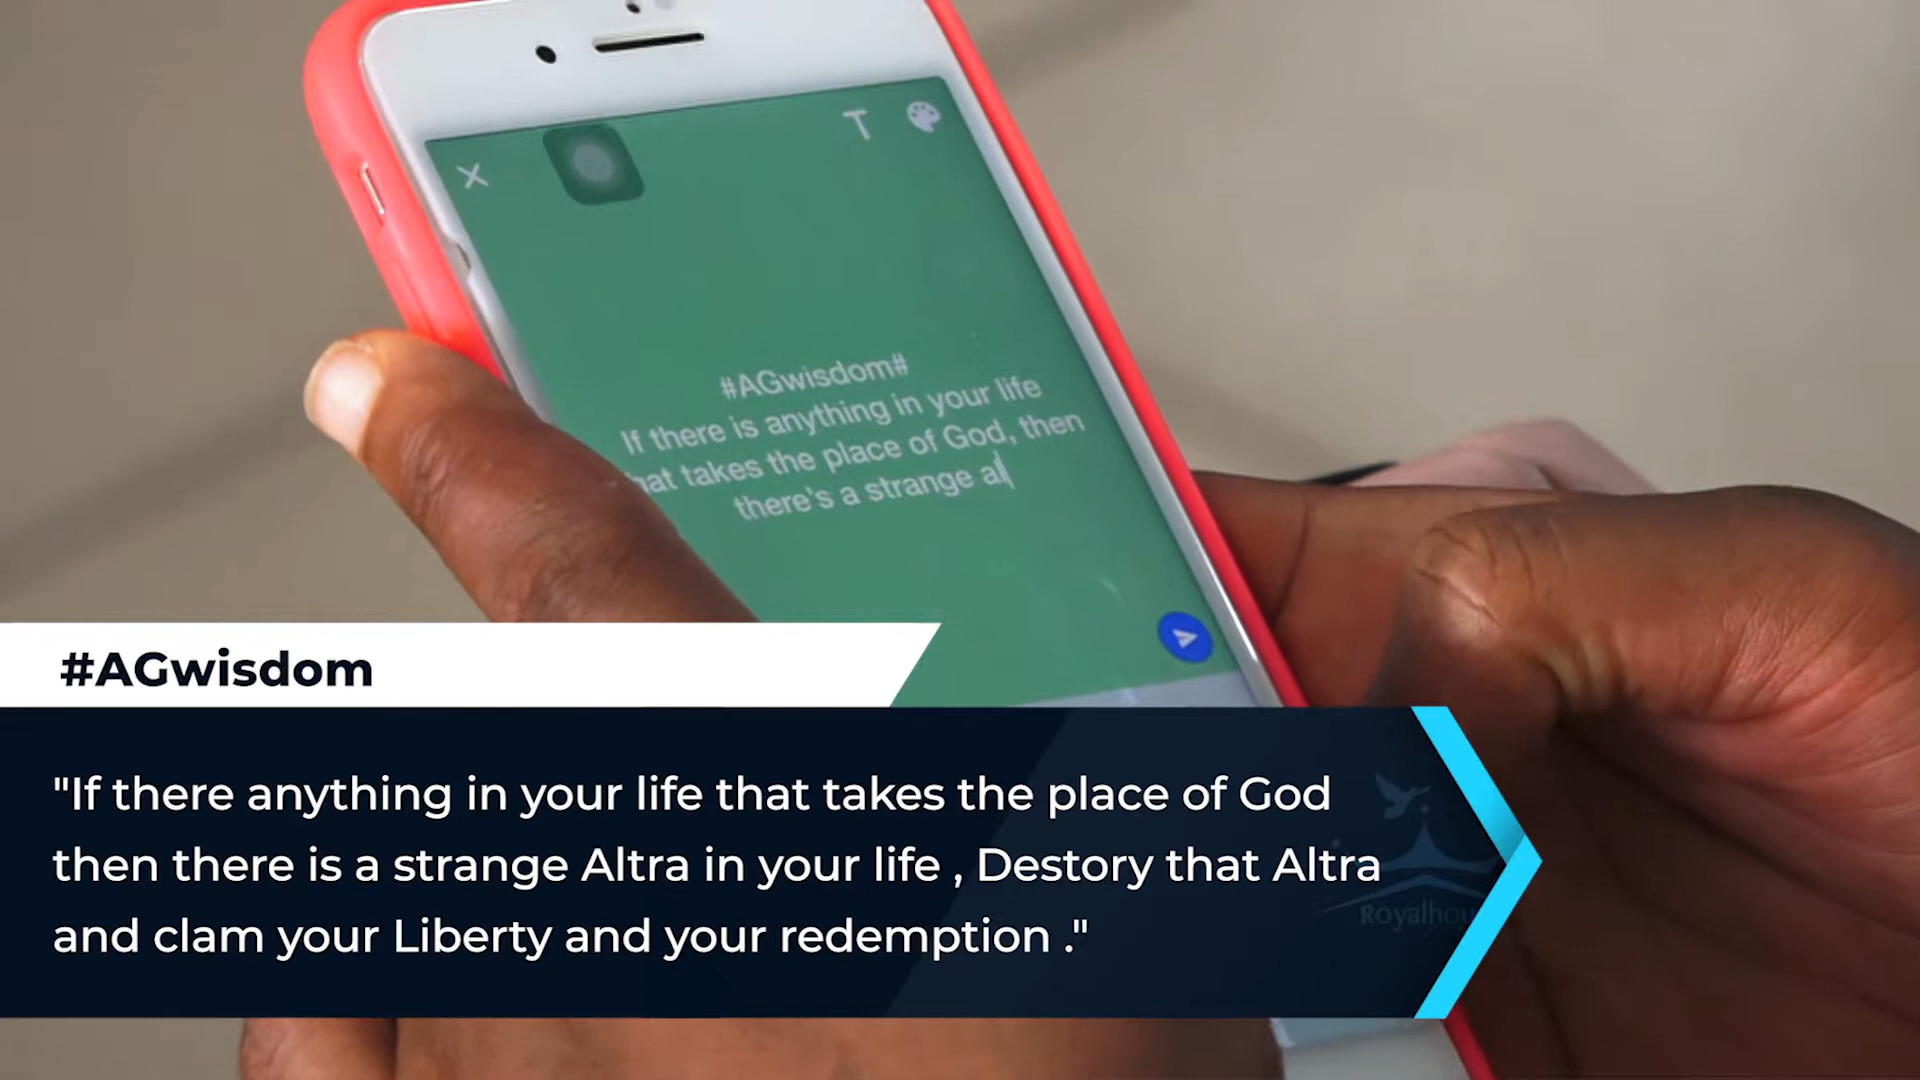 T
#AGwisdom#
If there is anything in your life
hat takes the place of God, then
there's a strange al
#AGwisdom
"If there anything in your life that takes the place of God
then there is a strange Altra in your life , Destory that Altra
and clam your Liberty and your redemption ."
Royalhou